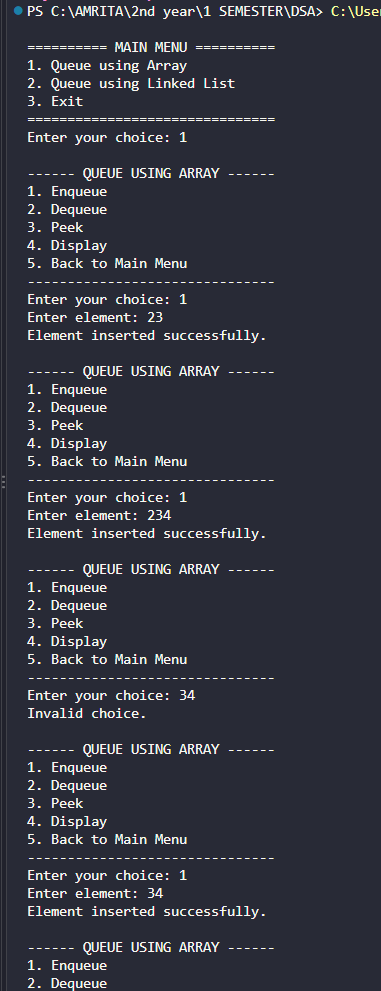 PS C:\AMRITA\2nd year\1 SEMESTER\DSA> C:\Use
========== MAIN MENU ==========
1. Queue using Array
2. Queue using Linked List
3. Exit
===============================
Enter your choice: 1
------ QUEUE USING ARRAY ------
1. Enqueue
2. Dequeue
3. Peek
4. Display
5. Back to Main Menu
-------------------------------
Enter your choice: 1
Enter element: 23
Element inserted successfully.
------ QUEUE USING ARRAY ------
1. Enqueue
2. Dequeue
3. Peek
4. Display
5. Back to Main Menu
-------------------------------
Enter your choice: 1
Enter element: 234
Element inserted successfully.
------ QUEUE USING ARRAY ------
1. Enqueue
2. Dequeue
3. Peek
4. Display
5. Back to Main Menu
-------------------------------
Enter your choice: 34
Invalid choice.
------ QUEUE USING ARRAY ------
1. Enqueue
2. Dequeue
3. Peek
4. Display
5. Back to Main Menu
-------------------------------
Enter your choice: 1
Enter element: 34
Element inserted successfully.
------ QUEUE USING ARRAY ------
1. Enqueue
2. Dequeue